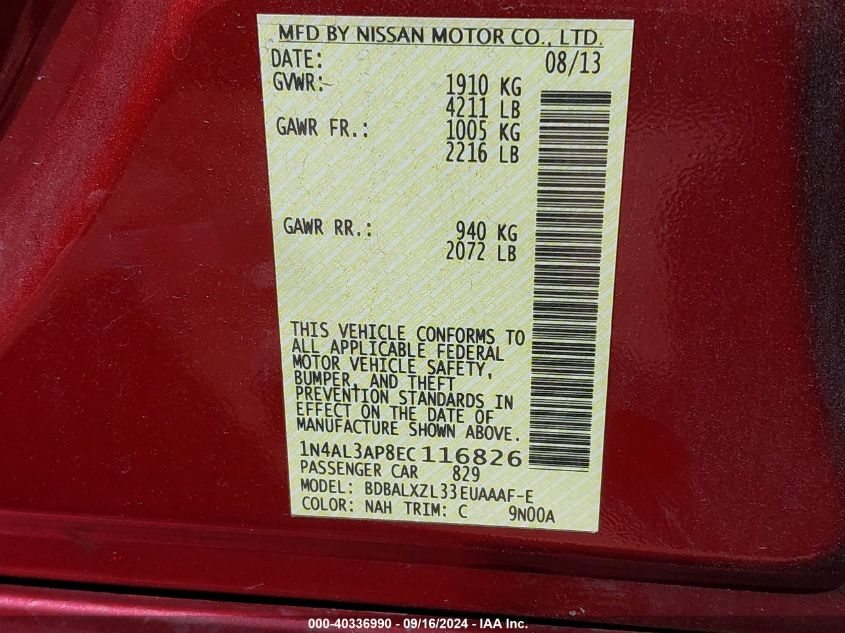 MFD BY NISSAN MOTOR CO., LTD.
DATE: 08/13
GVWR: 1910 KG
4211 LB
GAWR FR.: 1005 KG
2216 LB
GAWR RR.: 940 KG
2072 LB
THIS VEHICLE CONFORMS TO
ALL APPLICABLE FEDERAL
MOTOR VEHICLE SAFETY,
BUMPER, AND THEFT
PREVENTION STANDARDS IN
EFFECT ON THE DATE OF
MANUFACTURE SHOWN ABOVE.
1N4AL3AP8EC116826
PASSENGER CAR 829
MODEL: BDBALXZL33EUAAAF-E
COLOR: NAH TRIM: C 9N00A
000-40336990 - 09/16/2024 - IAA Inc.